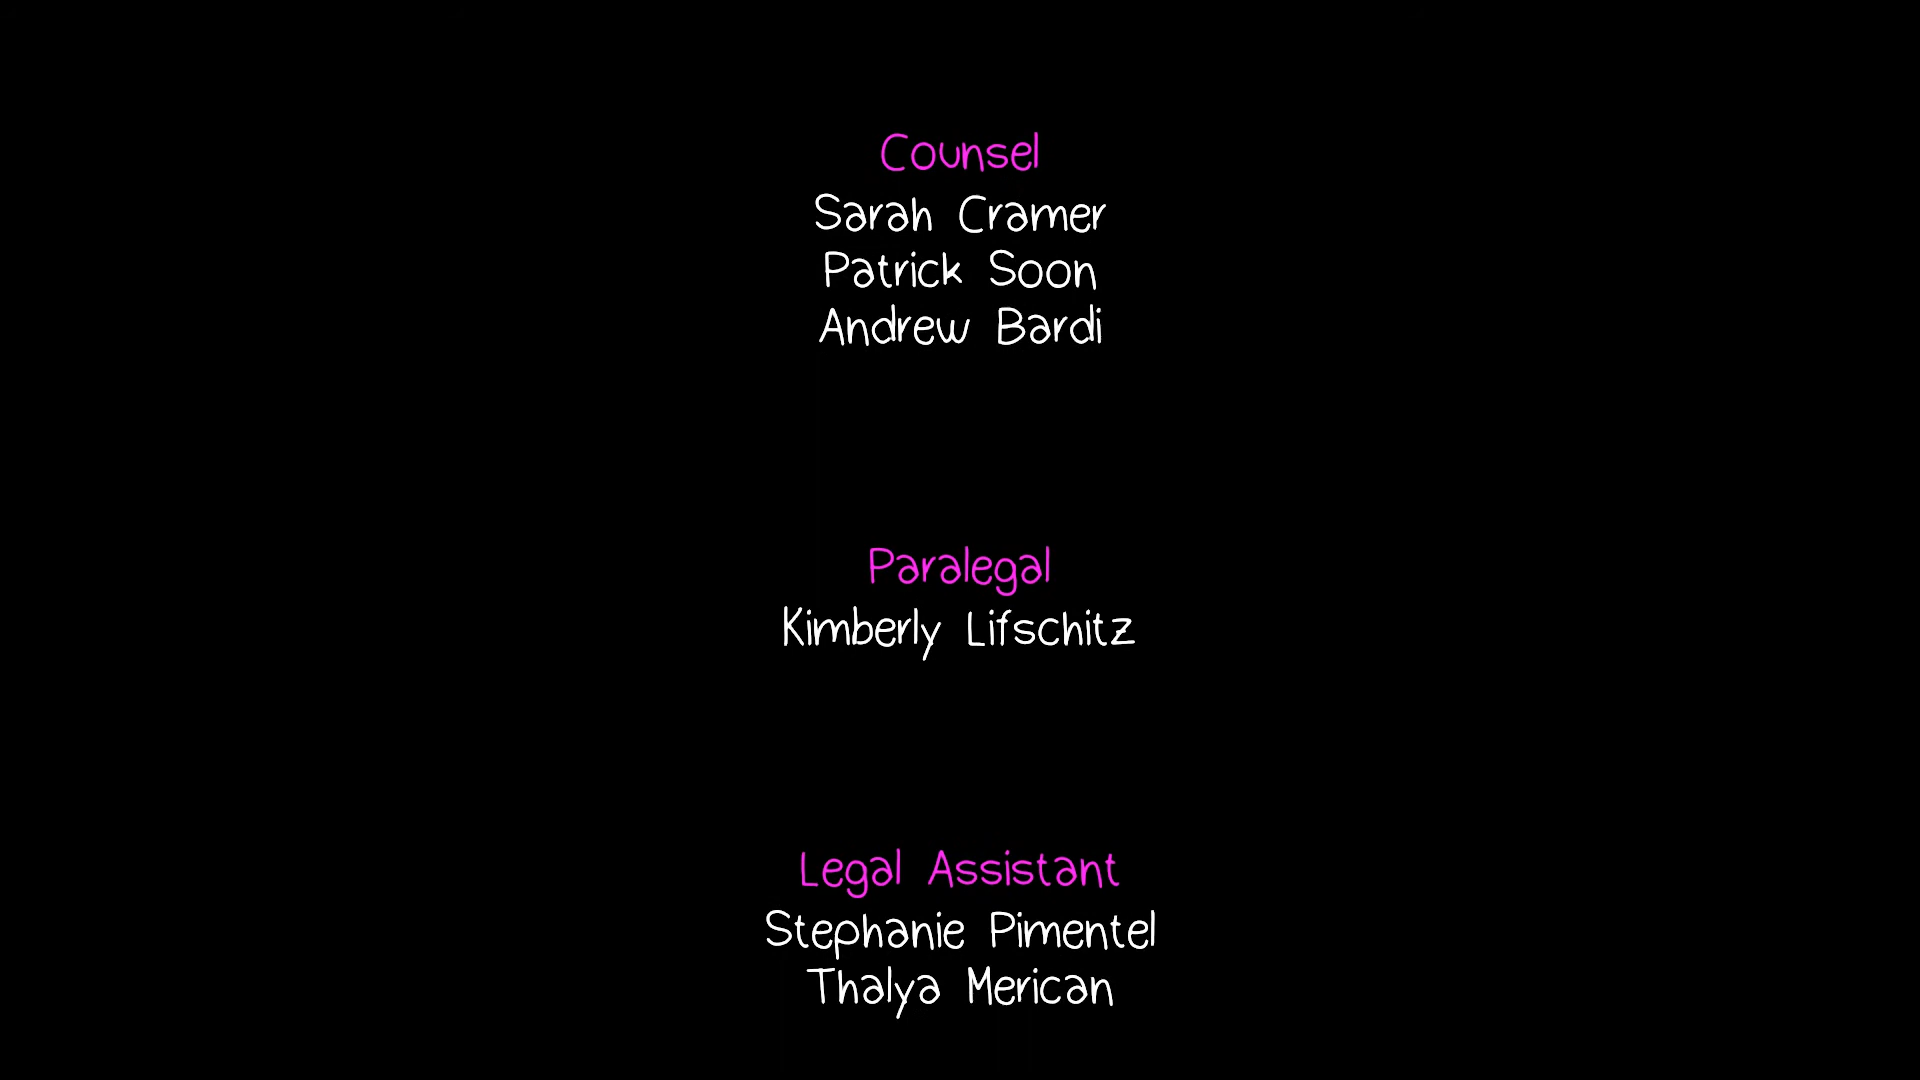 Counsel
Sarah Cramer
Patrick Soon
Andrew Bardi
Paralegal
Kimberly Lifschitz
Legal Assistant
Stephanie Pimentel
Thalya Merican